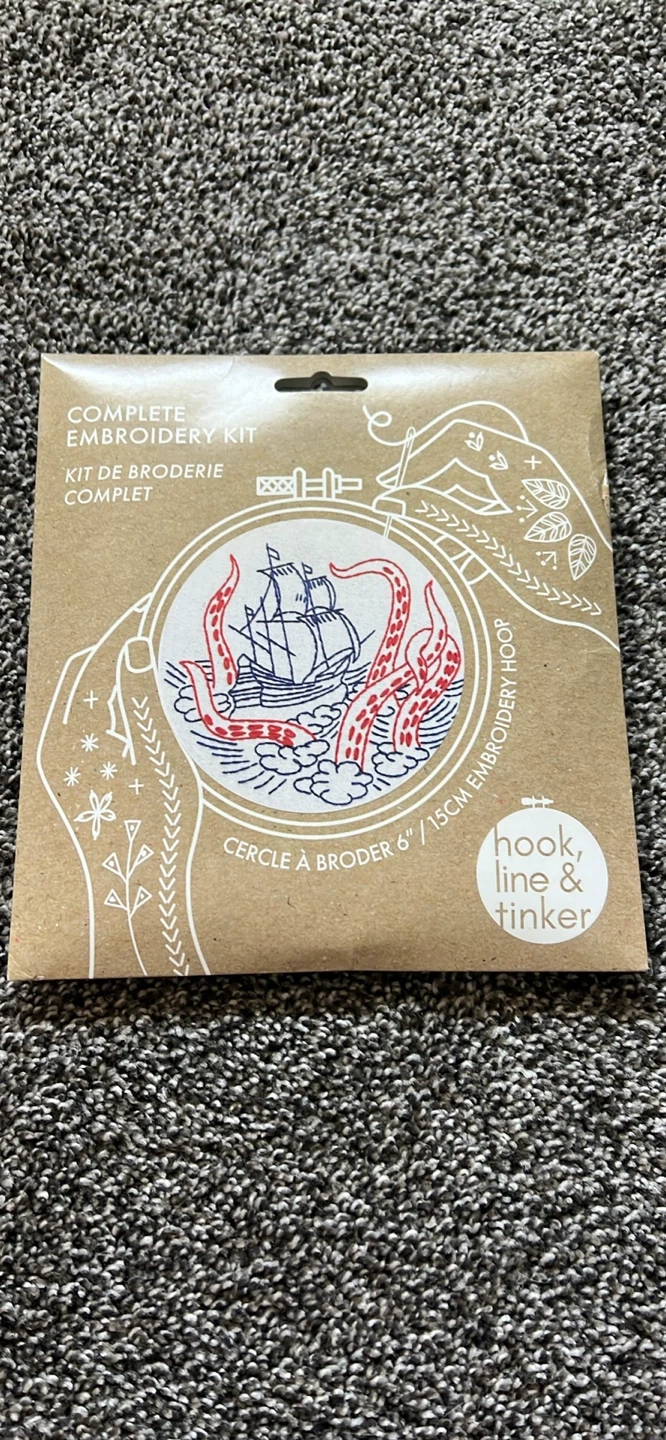 COMPLETE
EMBROIDERY KIT
KIT DE BRODERIE
COMPLET
CERCLE À BRODER 6" / 15CM EMBROIDERY HOOP
hook,
line &
tinker